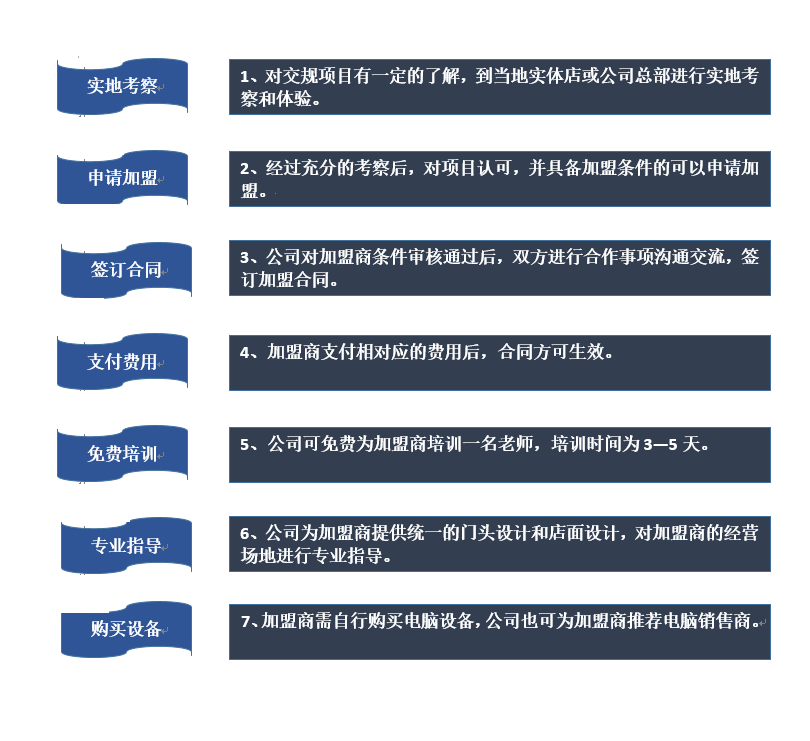 实地考察
1、对交规项目有一定的了解，到当地实体店或公司总部进行实地考
察和体验。
申请加盟
2、经过充分的考察后，对项目认可，并具备加盟条件的可以申请加
盟。
签订合同
3、公司对加盟商条件审核通过后，双方进行合作事项沟通交流，签
订加盟合同。
支付费用
4、加盟商支付相对应的费用后，合同方可生效。
免费培训
5、公司可免费为加盟商培训一名老师，培训时间为3—5天。
专业指导
6、公司为加盟商提供统一的门头设计和店面设计，对加盟商的经营
场地进行专业指导。
购买设备
7、加盟商需自行购买电脑设备，公司也可为加盟商推荐电脑销售商。